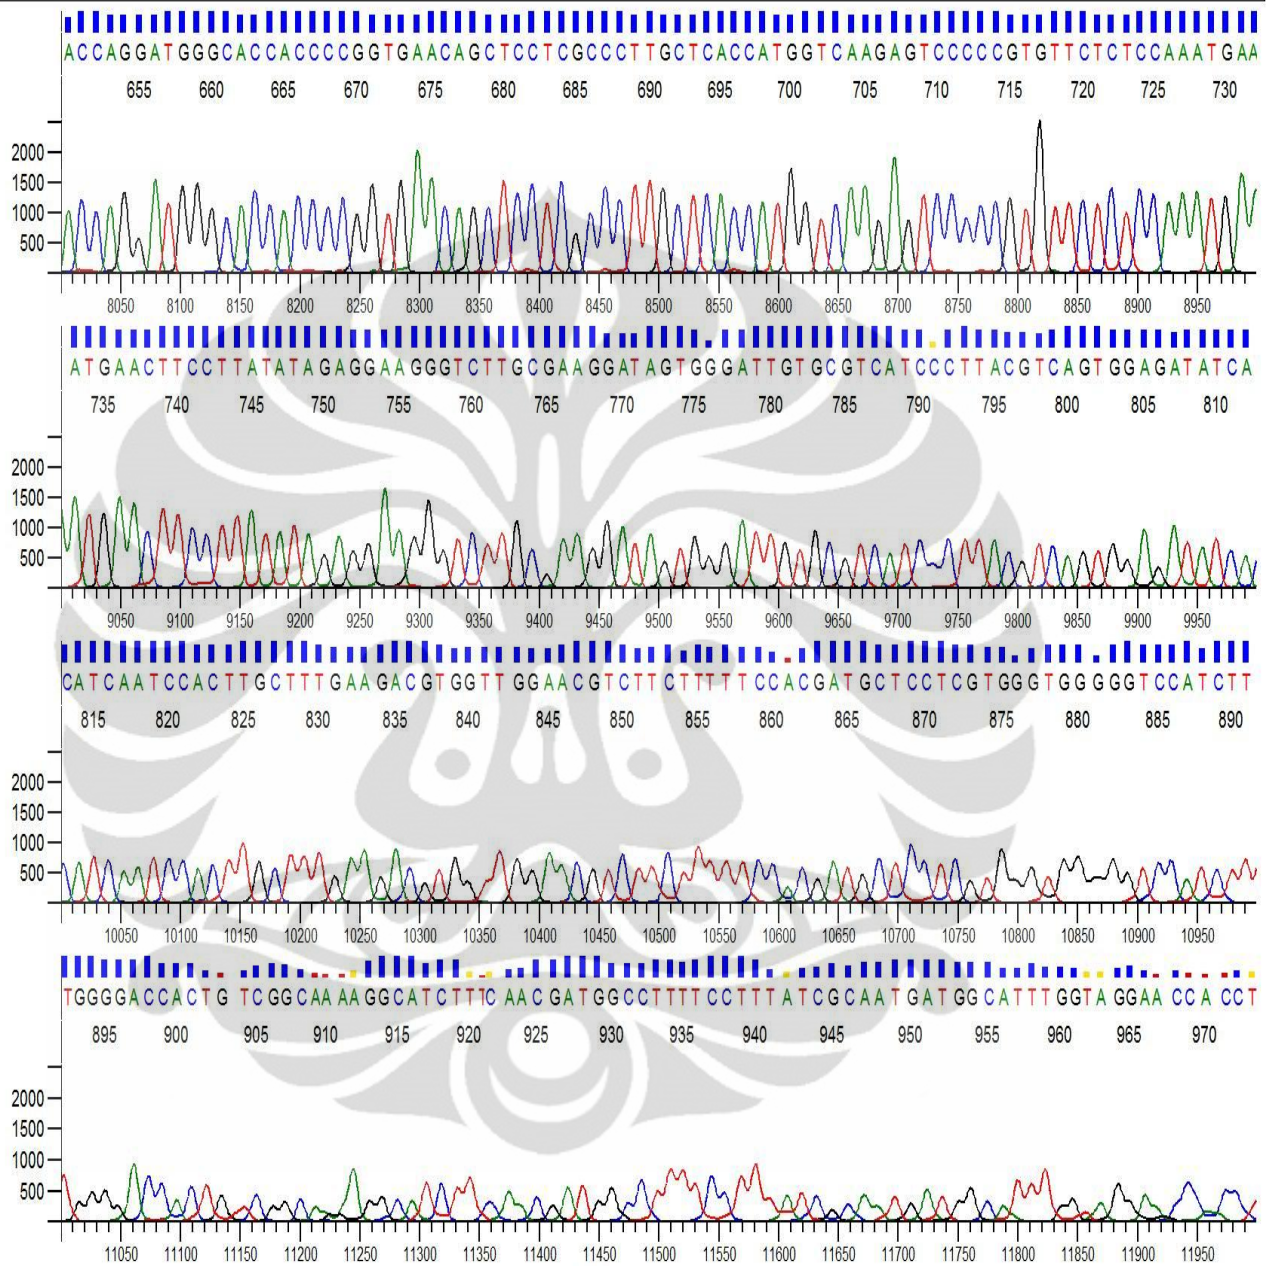 ACCAGGATGGGCACCACCCCGGTGAACAGCTCCTCGCCCTTGCTCACCATGGTCAAGAGTCCCCCGTGTTCTCTCCAAATGAA
655 660 665 670 675 680 685 690 695 700 705 710 715 720 725 730
2000
1500
1000
500
8050 8100 8150 8200 8250 8300 8350 8400 8450 8500 8550 8600 8650 8700 8750 8800 8850 8900 8950
ATGAACTTCCTTATATAGAGGAAGGGTCTTGCGAAGGATAGTGGGATTGTGCGTCATCCCTTACGTCAGTGGAGATATCA
735 740 745 750 755 760 765 770 775 780 785 790 795 800 805 810
2000
1500
1000
500
9050 9100 9150 9200 9250 9300 9350 9400 9450 9500 9550 9600 9650 9700 9750 9800 9850 9900 9950
CATCAATCCACTTGCTTTGAAGACGTGGTTGGAACGTCTTCTTTTTCCACGATGCTCCTCGTGGGTGGGGGTCCATCTT
815 820 825 830 835 840 845 850 855 860 865 870 875 880 885 890
2000
1500
1000
500
10050 10100 10150 10200 10250 10300 10350 10400 10450 10500 10550 10600 10650 10700 10750 10800 10850 10900 10950
TGGGGACCACTG TCGGCAA AAGGCATCTTTC AACGATGGCCTTTTCCTTTATCGCAATGATGGCATTTGGTAGGAA CCA CCT
895 900 905 910 915 920 925 930 935 940 945 950 955 960 965 970
2000
1500
1000
500
11050 11100 11150 11200 11250 11300 11350 11400 11450 11500 11550 11600 11650 11700 11750 11800 11850 11900 11950